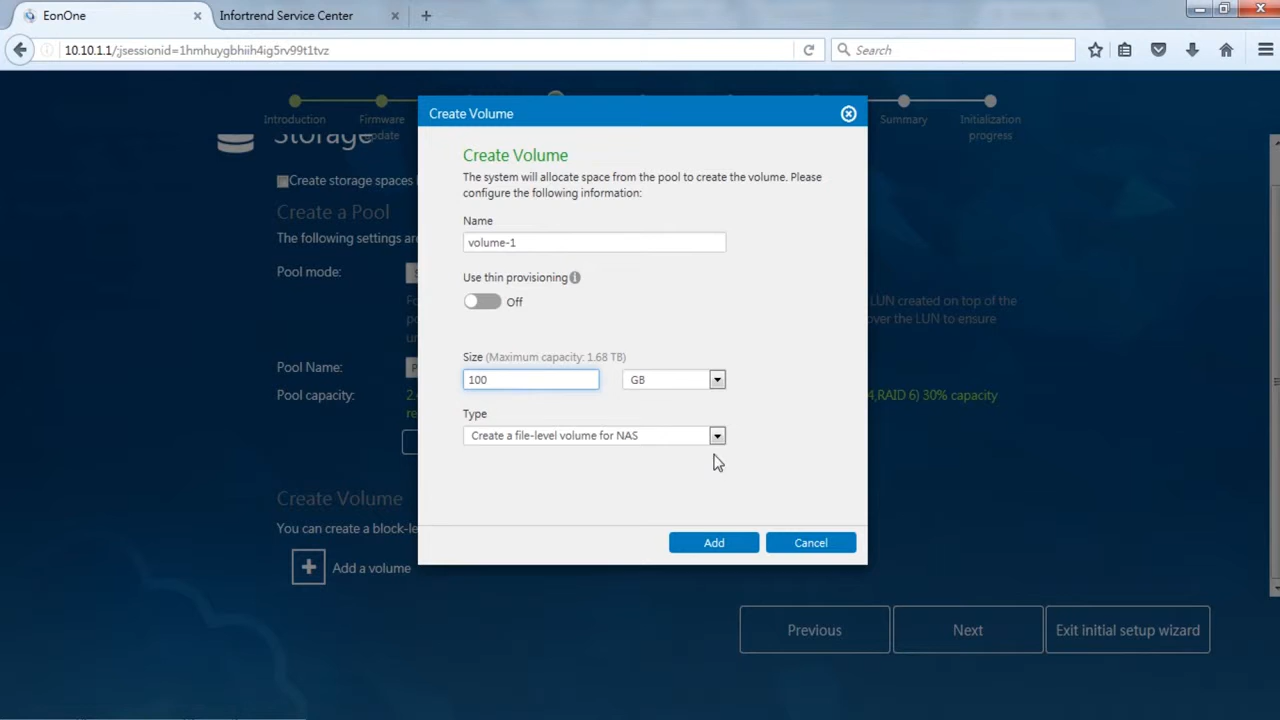 EonOne
Infortrend Service Center
10.10.1.1/;jsessionid=1hmhuygbhiih4ig5rv99t1tvz
Search
Introduction
Firmware
update
Summary
Initialization
progress
Storage
Create storage spaces
Create a Pool
The following settings are
Pool mode:
LUN created on top of the
over the LUN to ensure
Pool Name:
Pool capacity:
4,RAID 6) 30% capacity
Create Volume
You can create a block-le
Add a volume
Create Volume
Create Volume
The system will allocate space from the pool to create the volume. Please
configure the following information:
Name
volume-1
Use thin provisioning
Off
Size (Maximum capacity: 1.68 TB)
100
GB
Type
Create a file-level volume for NAS
Add
Cancel
Previous
Next
Exit initial setup wizard